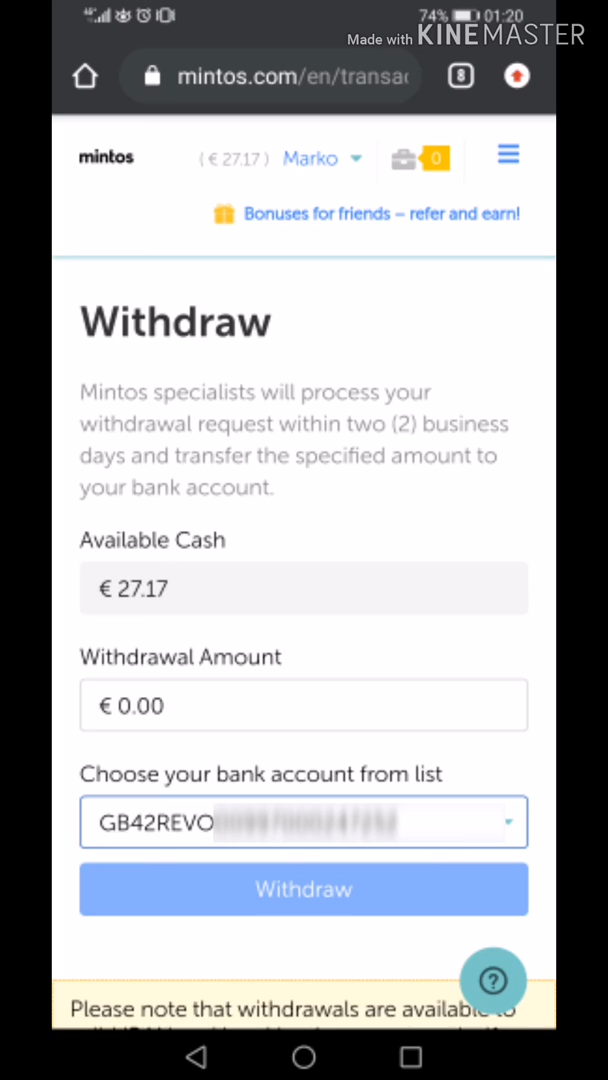 74% 01:20
Made with KINEMASTER
mintos.com/en/transac
8
mintos (€ 27.17) Marko 0
Bonuses for friends – refer and earn!
Withdraw
Mintos specialists will process your
withdrawal request within two (2) business
days and transfer the specified amount to
your bank account.
Available Cash
€ 27.17
Withdrawal Amount
€ 0.00
Choose your bank account from list
GB42REVO
Withdraw
Please note that withdrawals are available to